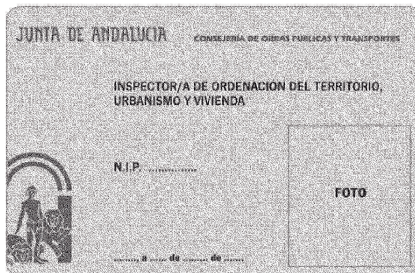 JUNTA DE ANDALUCIA
CONSEJERÍA DE OBRAS PUBLICAS Y TRANSPORTES
INSPECTOR/A DE ORDENACION DEL TERRITORIO,
URBANISMO Y VIVIENDA
N.I.P. ...............
FOTO
........, a ...... de ......... de .......